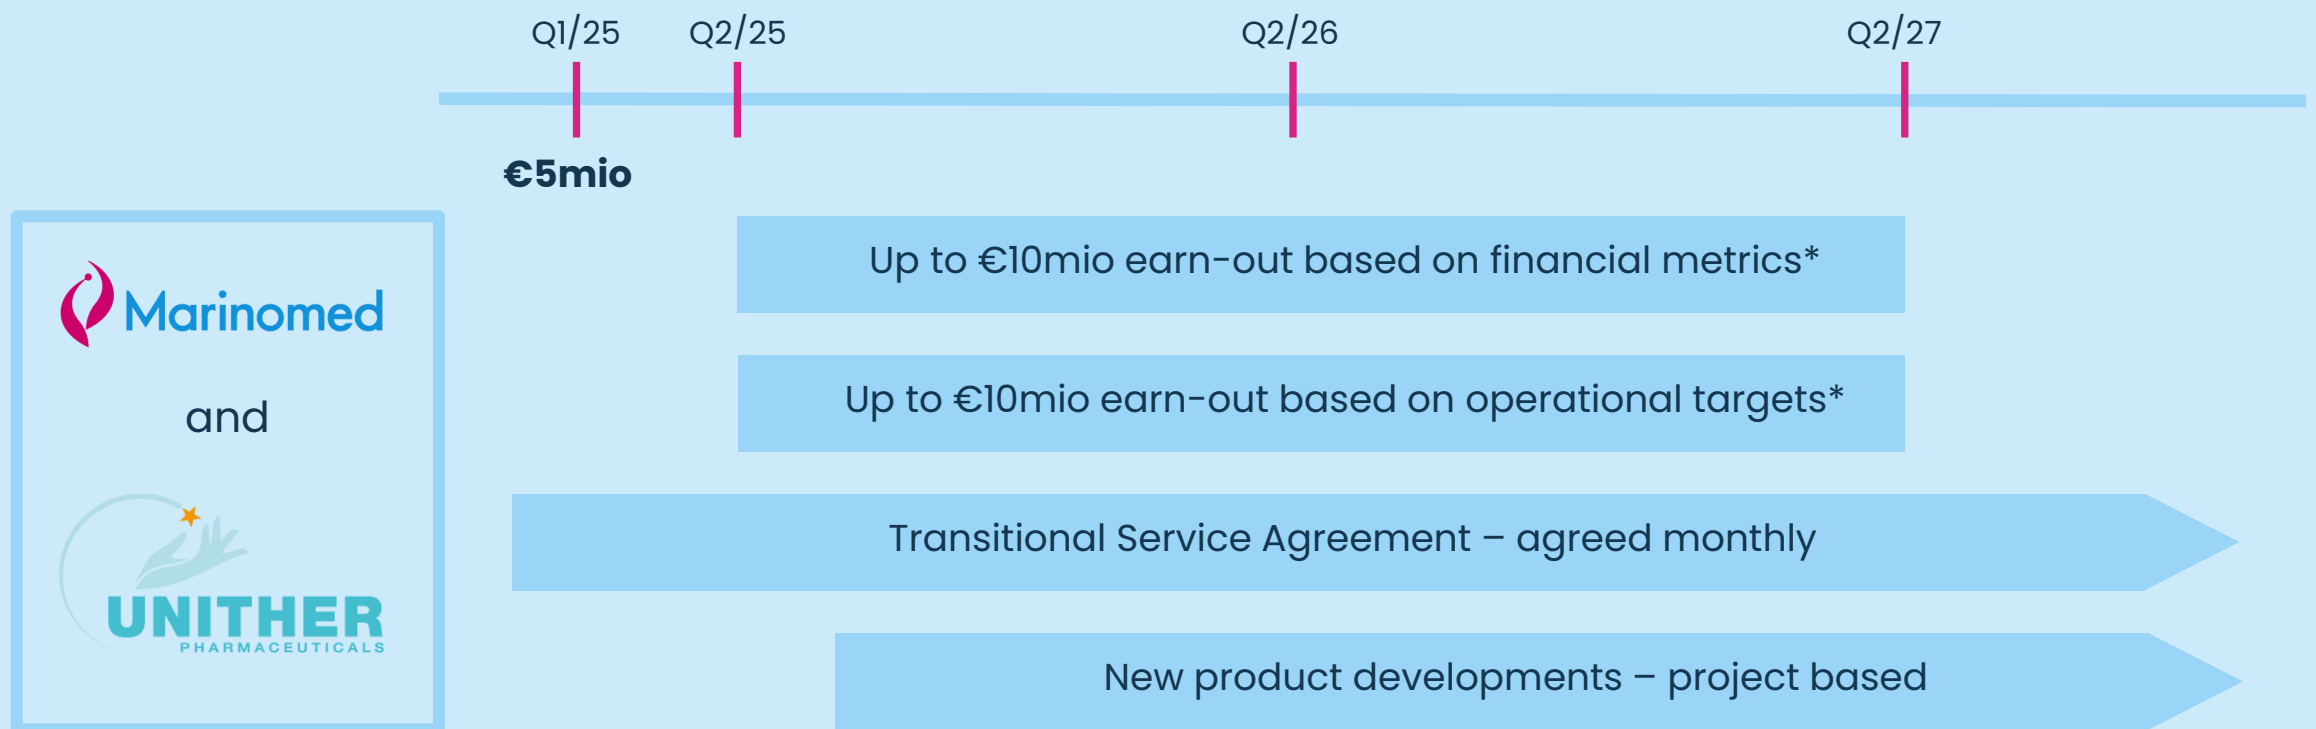 Q1/25 Q2/25 Q2/26 Q2/27
€5mio
Up to €10mio earn-out based on financial metrics*
Marinomed
Up to €10mio earn-out based on operational targets*
and
Transitional Service Agreement – agreed monthly
UNITHER
PHARMACEUTICALS
New product developments – project based